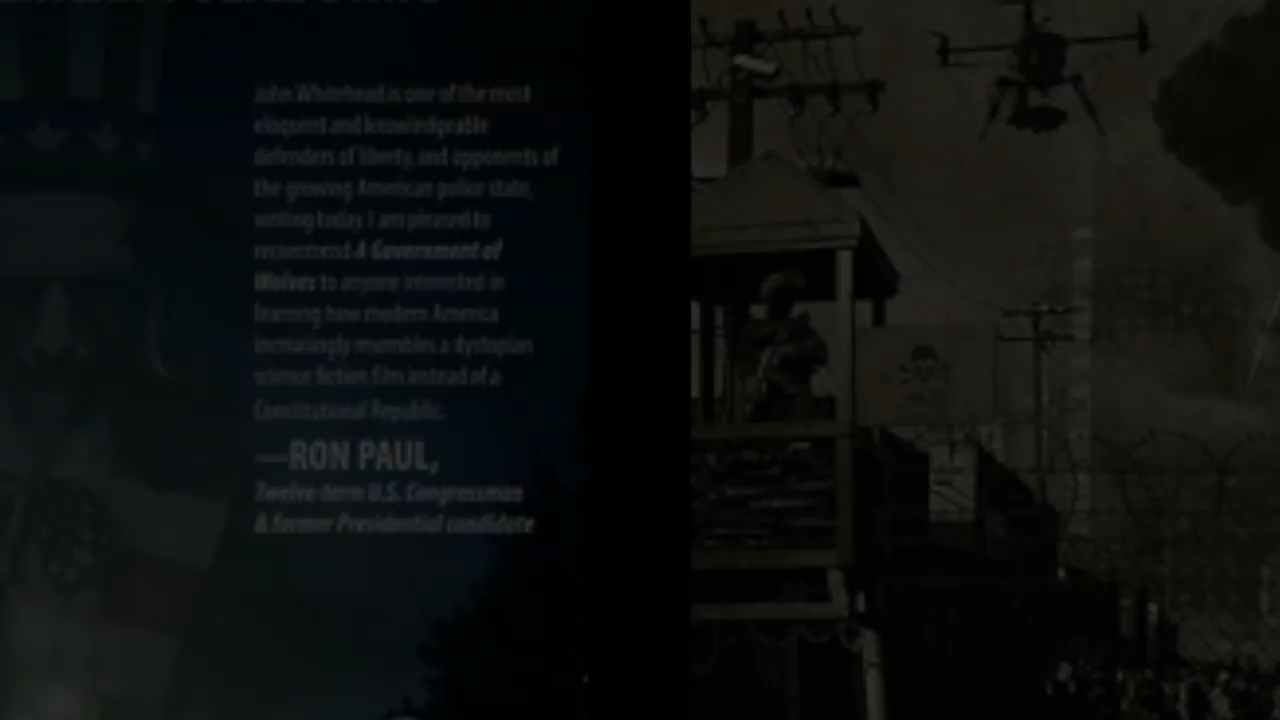 John Whitehead is one of the most
eloquent and knowledgeable
defenders of liberty, and opponents of
the growing American police state,
writing today. I am pleased to
recommend A Government of
Wolves to anyone interested in
learning how modern America
increasingly resembles a dystopian
science fiction film instead of a
Constitutional Republic.
—RON PAUL,
Twelve-term U.S. Congressman
& former Presidential candidate